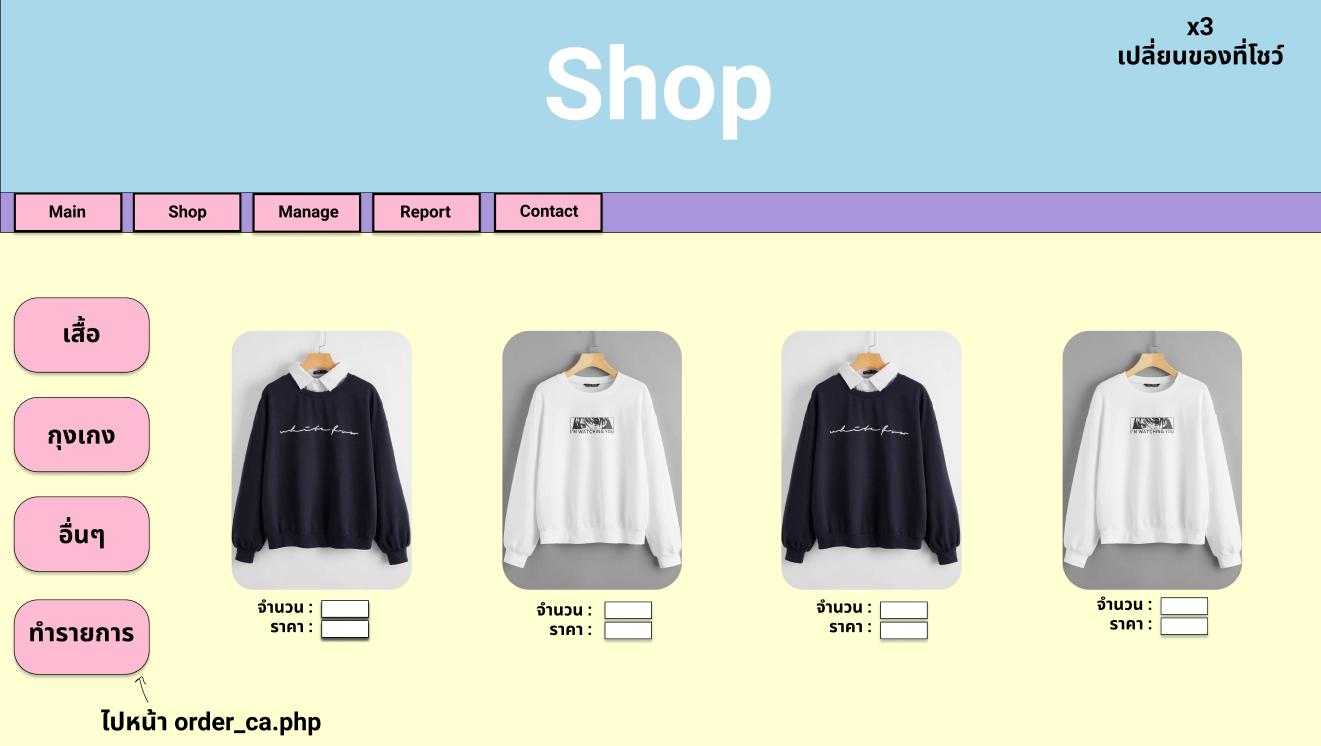 x3
เปลี่ยนของที่โชว์
Shop
Main
Shop
Manage
Report
Contact
เสื้อ
กุงเกง
อื่นๆ
ทำรายการ
ไปหน้า order_ca.php
I'M WATCHING YOU
I'M WATCHING YOU
จำนวน :
ราคา :
จำนวน :
ราคา :
จำนวน :
ราคา :
จำนวน :
ราคา :